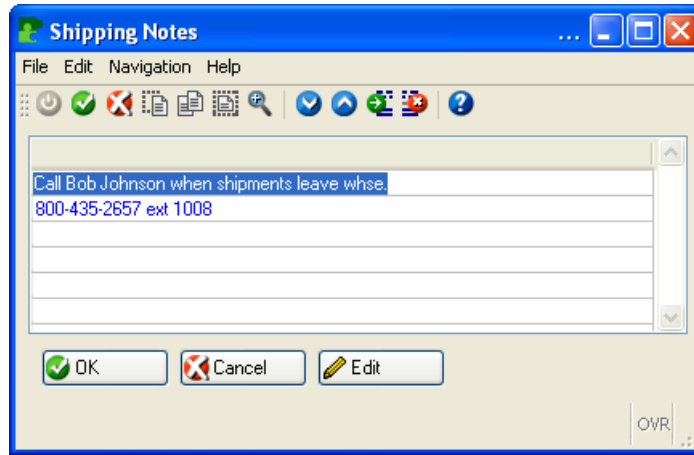 Shipping Notes ...
File Edit Navigation Help
Call Bob Johnson when shipments leave whse.
800-435-2657 ext 1008
OK Cancel Edit
OVR